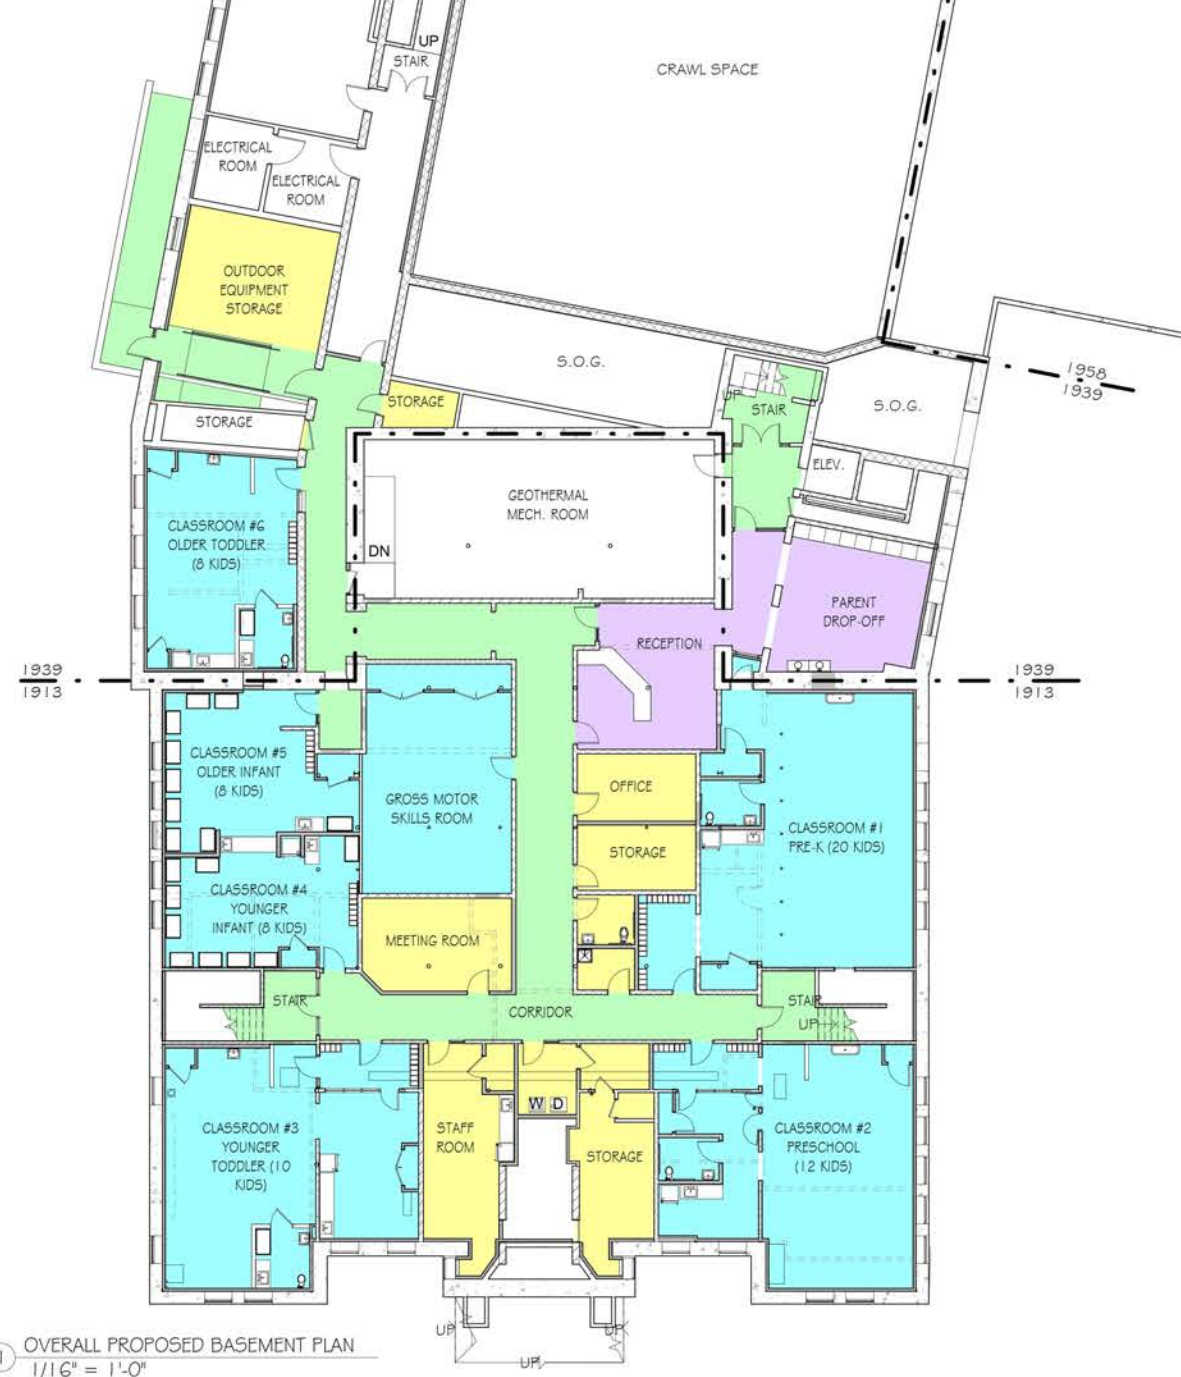 UP
STAIR
CRAWL SPACE
ELECTRICAL
ROOM
ELECTRICAL
ROOM
OUTDOOR
EQUIPMENT
STORAGE
S.O.G.
1958
1939
STORAGE
UP
STAIR
S.O.G.
STORAGE
ELEV.
GEOTHERMAL
MECH. ROOM
CLASSROOM #6
OLDER TODDLER
(8 KIDS)
DN
PARENT
DROP-OFF
RECEPTION
1939
1913
1939
1913
CLASSROOM #5
OLDER INFANT
(8 KIDS)
GROSS MOTOR
SKILLS ROOM
OFFICE
CLASSROOM #1
PRE-K (20 KIDS)
STORAGE
CLASSROOM #4
YOUNGER
INFANT (8 KIDS)
MEETING ROOM
STAIR
CORRIDOR
STAIR
UP
CLASSROOM #3
YOUNGER
TODDLER (10
KIDS)
STAFF
ROOM
W D
STORAGE
CLASSROOM #2
PRESCHOOL
(12 KIDS)
UP
UP
UP
1 OVERALL PROPOSED BASEMENT PLAN
1/16" = 1'-0"